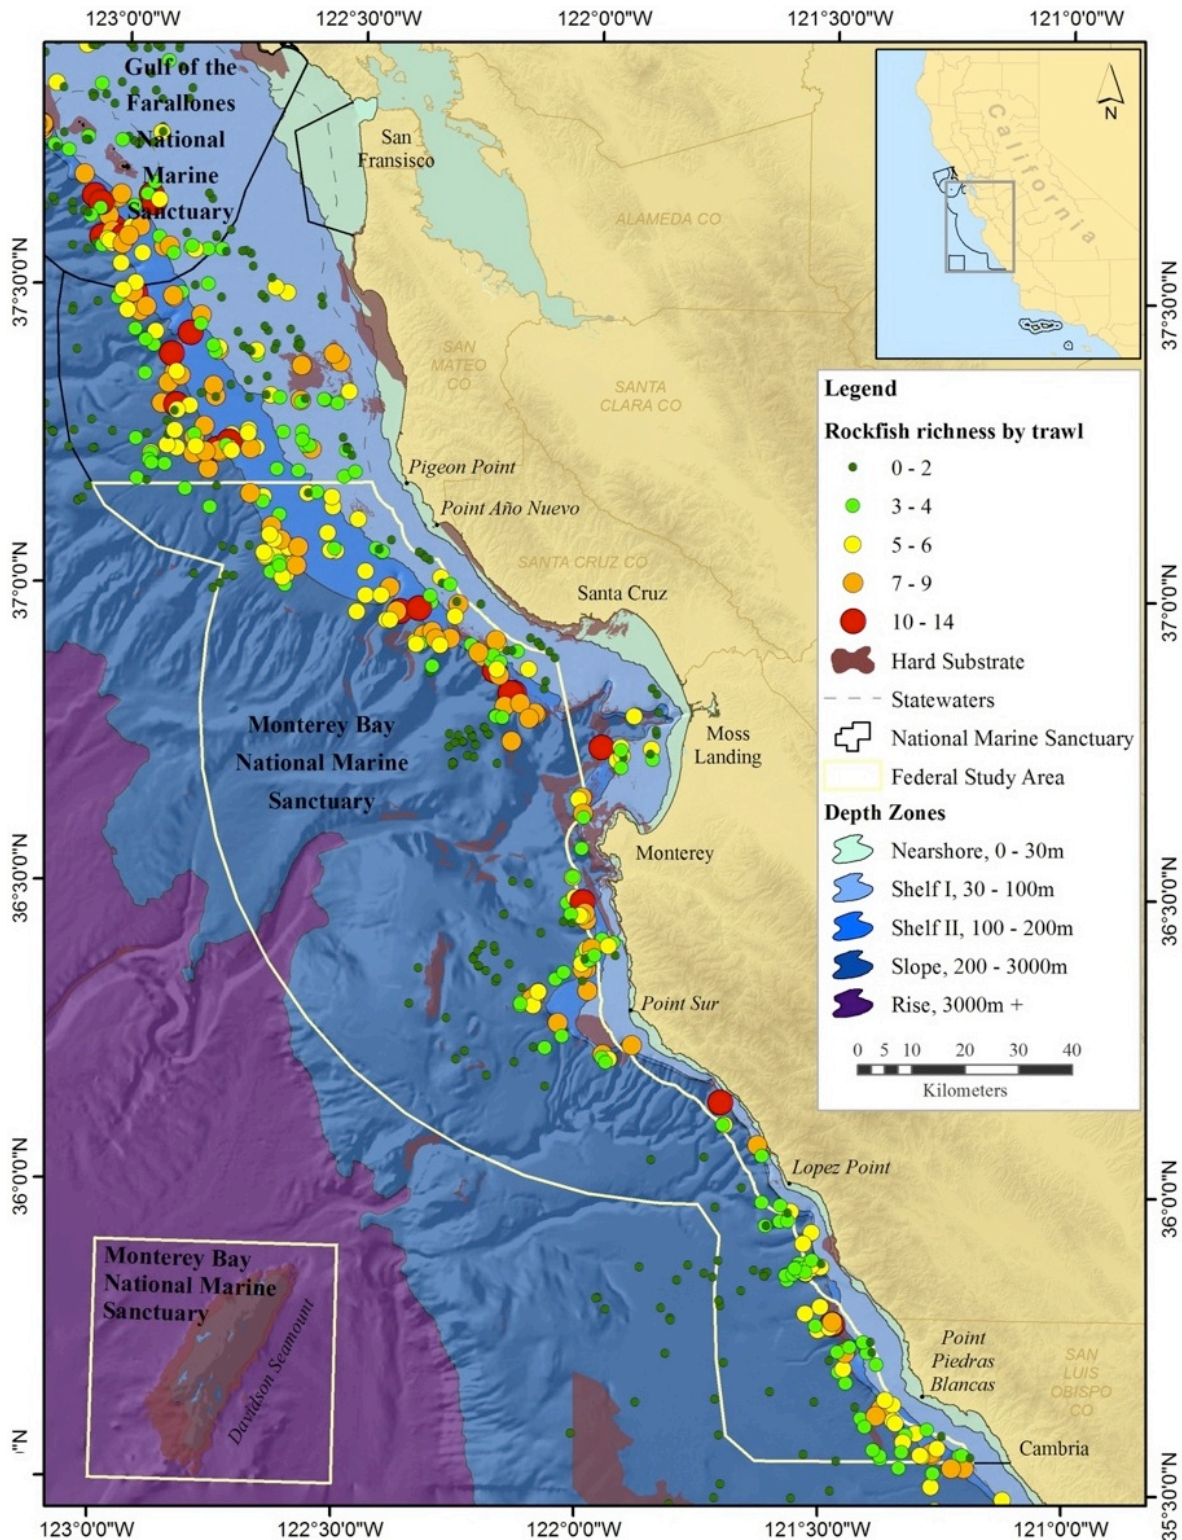 123°0'0"W
122°30'0"W
122°0'0"W
121°30'0"W
121°0'0"W
Gulf of the
Farallones
National
Marine
Sanctuary
San
Fransisco
ALAMEDA CO
California
N
37°30'0"N
37°30'0"N
SAN
MATEO
CO
SANTA
CLARA CO
Legend
Rockfish richness by trawl
0 - 2
3 - 4
5 - 6
7 - 9
10 - 14
Hard Substrate
Statewaters
National Marine Sanctuary
Federal Study Area
Depth Zones
Nearshore, 0 - 30m
Shelf I, 30 - 100m
Shelf II, 100 - 200m
Slope, 200 - 3000m
Rise, 3000m +
0 5 10 20 30 40
Kilometers
Pigeon Point
Point Año Nuevo
SANTA CRUZ CO
37°0'0"N
37°0'0"N
Santa Cruz
Monterey Bay
National Marine
Sanctuary
Moss
Landing
Monterey
36°30'0"N
36°30'0"N
Point Sur
Lopez Point
36°0'0"N
36°0'0"N
Monterey Bay
National Marine
Sanctuary
Davidson Seamount
Point
Piedras
Blancas
SAN
LUIS
OBISPO
CO
Cambria
"N
35°30'0"N
123°0'0"W
122°30'0"W
122°0'0"W
121°30'0"W
121°0'0"W